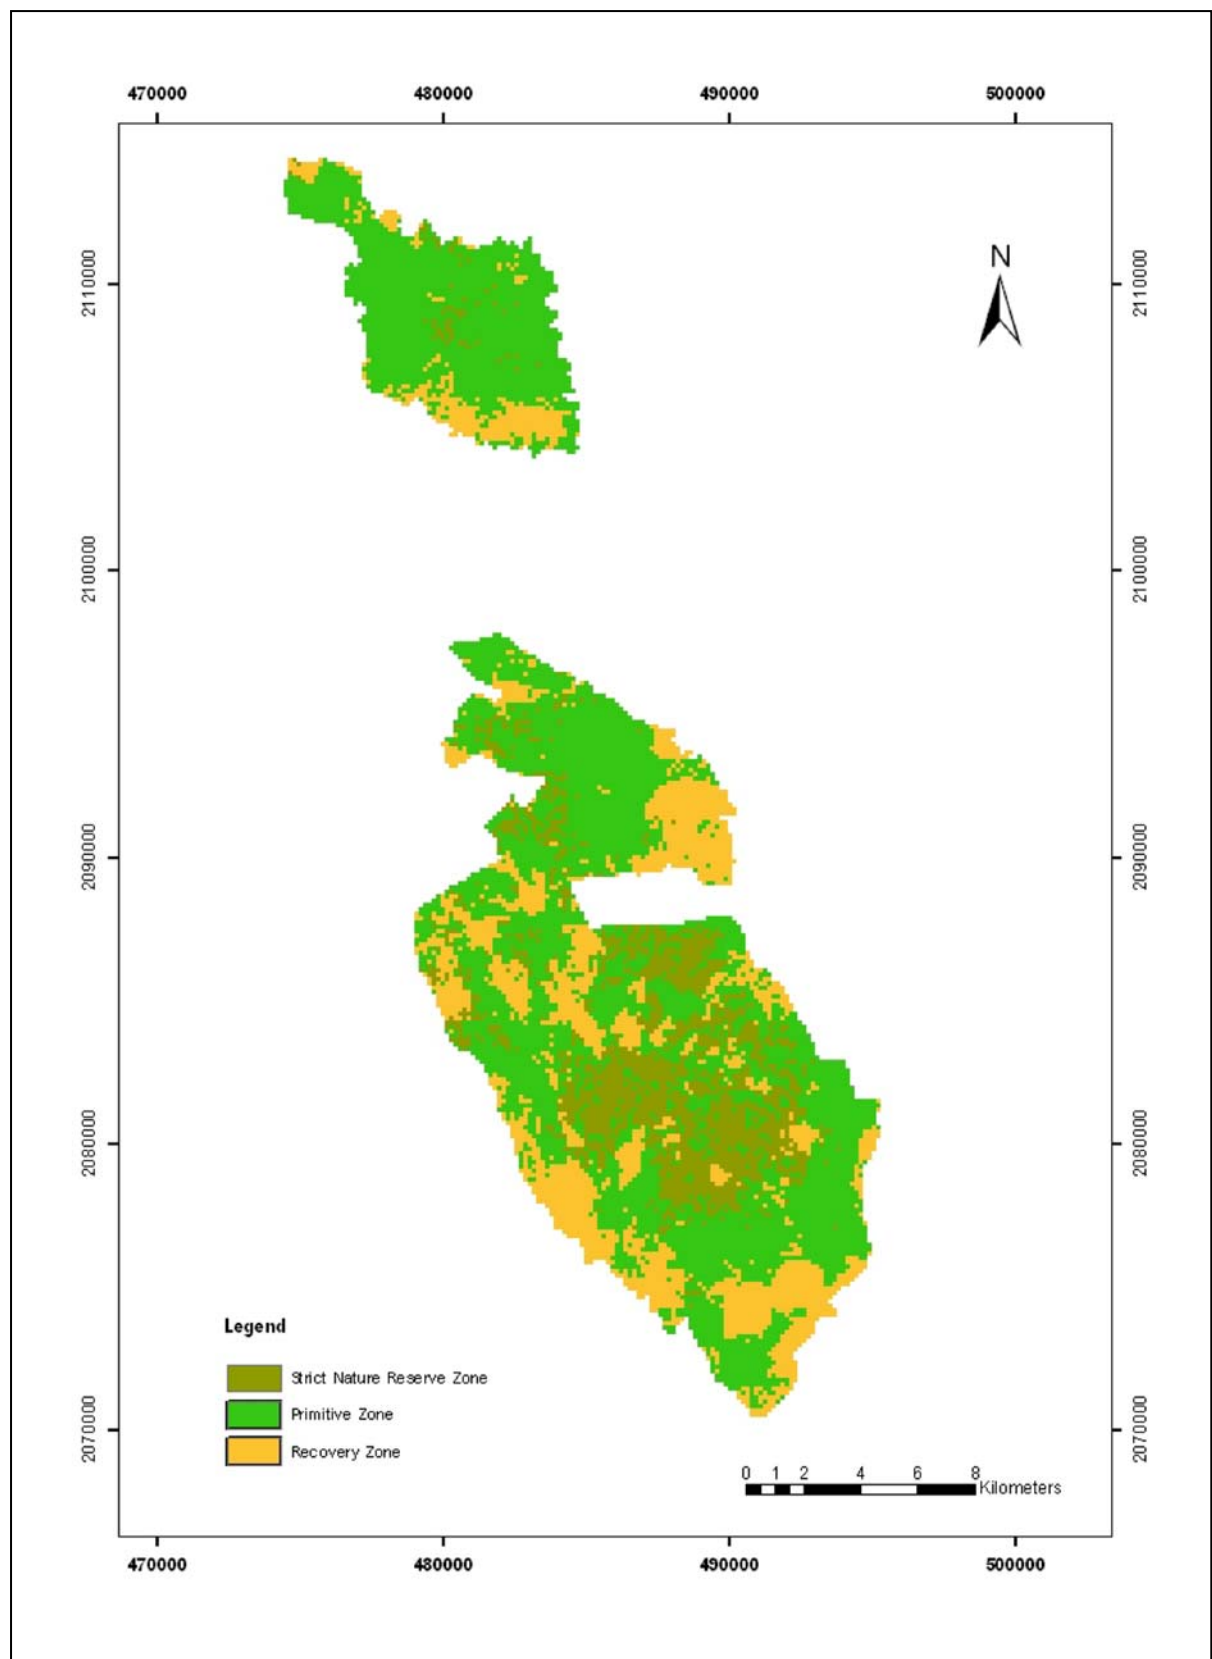 470000 480000 490000 500000
N
2110000 2110000
2100000 2100000
2090000 2090000
2080000 2080000
2070000 2070000
Legend
Strict Nature Reserve Zone
Primitive Zone
Recovery Zone
0 1 2 4 6 8
Kilometers
470000 480000 490000 500000